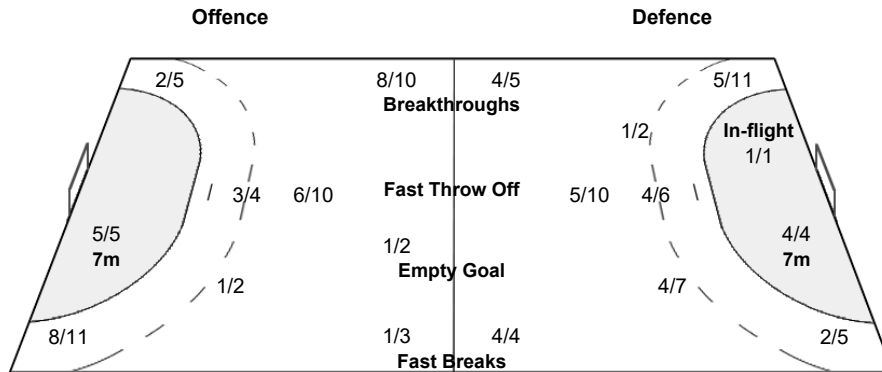 Offence Defence
2/5 8/10 4/5 5/11
Breakthroughs
1/2 In-flight
1/1
3/4 6/10 Fast Throw Off 5/10 4/6
5/5 1/2 4/4
7m Empty Goal 7m
1/2 4/7
8/11 1/3 4/4 2/5
Fast Breaks